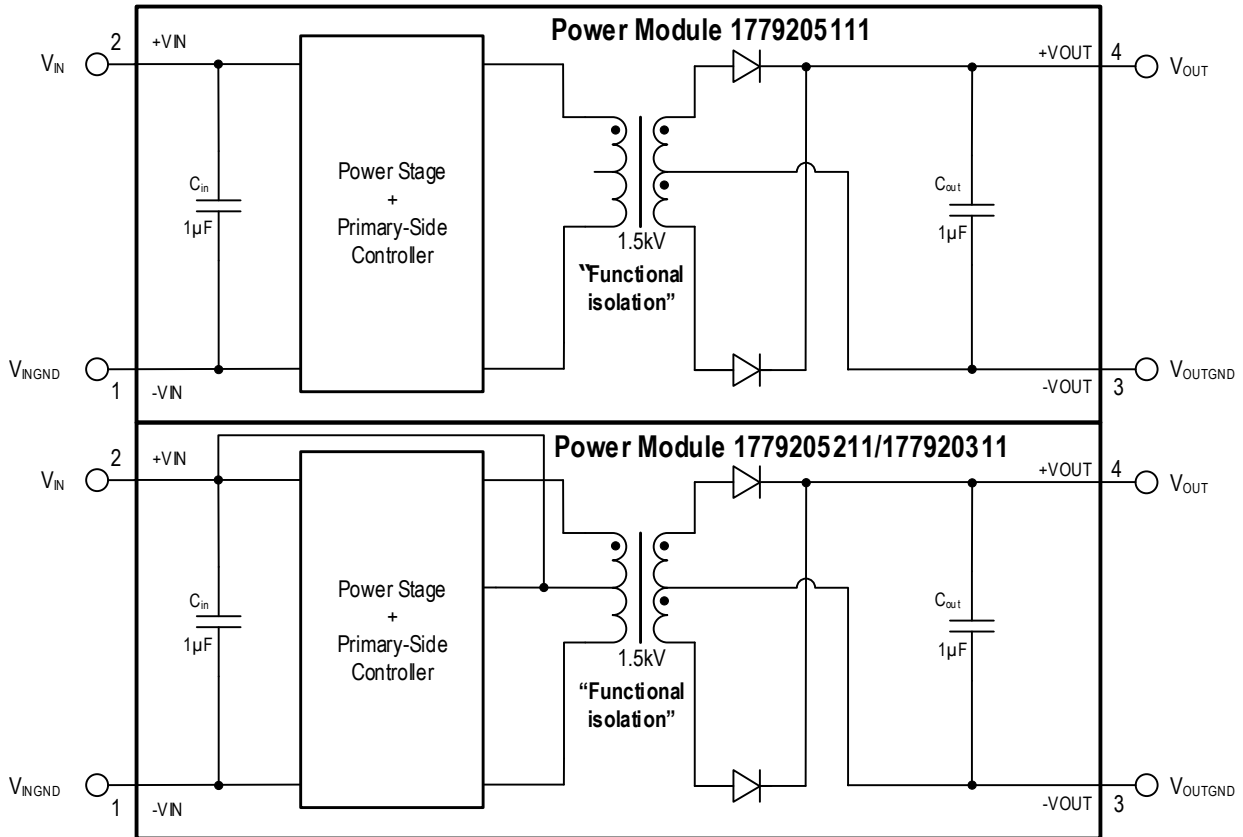 Power Module 1779205111
2
+VIN
VIN
+VOUT
4
VOUT
Cin
1µF
Power Stage
+
Primary-Side
Controller
1.5kV
"Functional
isolation”
Cout
1µF
VINGND
1
-VIN
-VOUT
3
VOUTGND
Power Module 1779205211/177920311
2
+VIN
VIN
+VOUT
4
VOUT
Cin
1µF
Power Stage
+
Primary-Side
Controller
1.5kV
“Functional
isolation”
Cout
1µF
VINGND
1
-VIN
-VOUT
3
VOUTGND